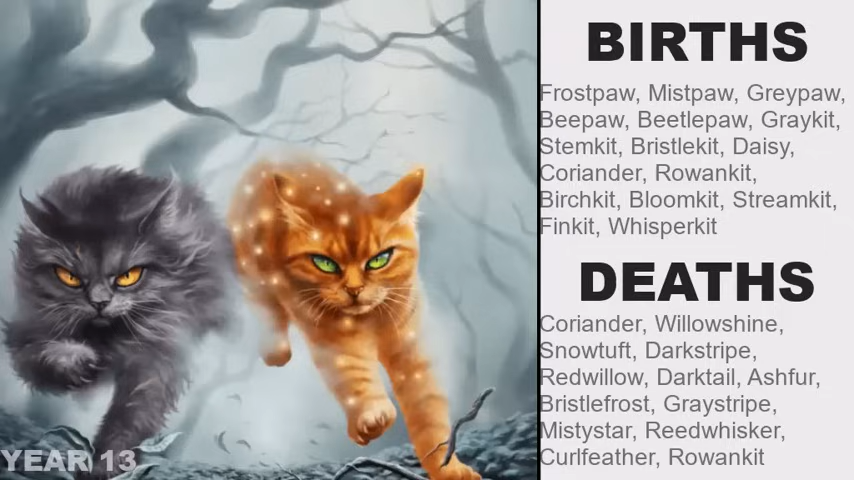 BIRTHS
Frostpaw, Mistpaw, Greypaw,
Beepaw, Beetlepaw, Graykit,
Stemkit, Bristlekit, Daisy,
Coriander, Rowankit,
Birchkit, Bloomkit, Streamkit,
Finkit, Whisperkit
DEATHS
Coriander, Willowshine,
Snowtuft, Darkstripe,
Redwillow, Darktail, Ashfur,
Bristlefrost, Graystripe,
Mistystar, Reedwhisker,
Curlfeather, Rowankit
YEAR 13